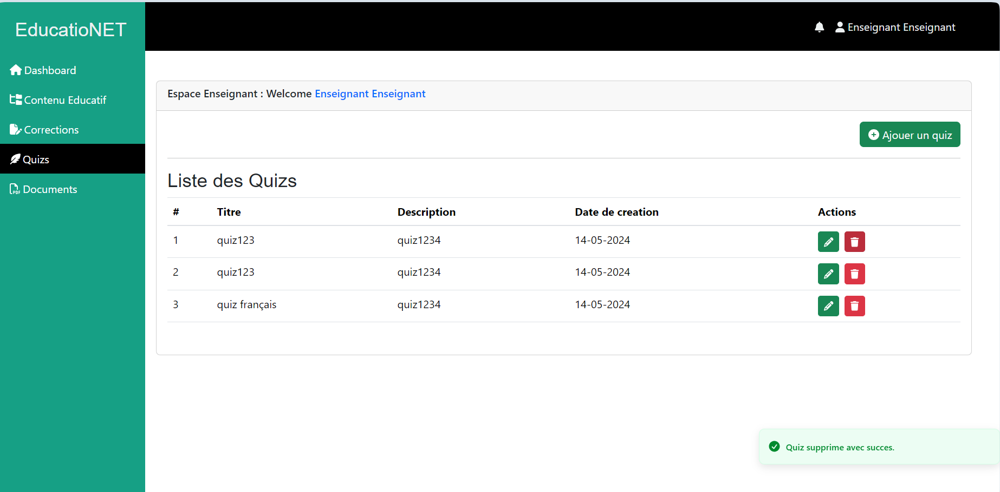 EducatioNET
Enseignant Enseignant
Dashboard
Contenu Educatif
Corrections
Quizs
PDF Documents
Espace Enseignant : Welcome Enseignant Enseignant
Ajouer un quiz
Liste des Quizs
# Titre Description Date de creation Actions
1 quiz123 quiz1234 14-05-2024
2 quiz123 quiz1234 14-05-2024
3 quiz français quiz1234 14-05-2024
Quiz supprime avec succes.